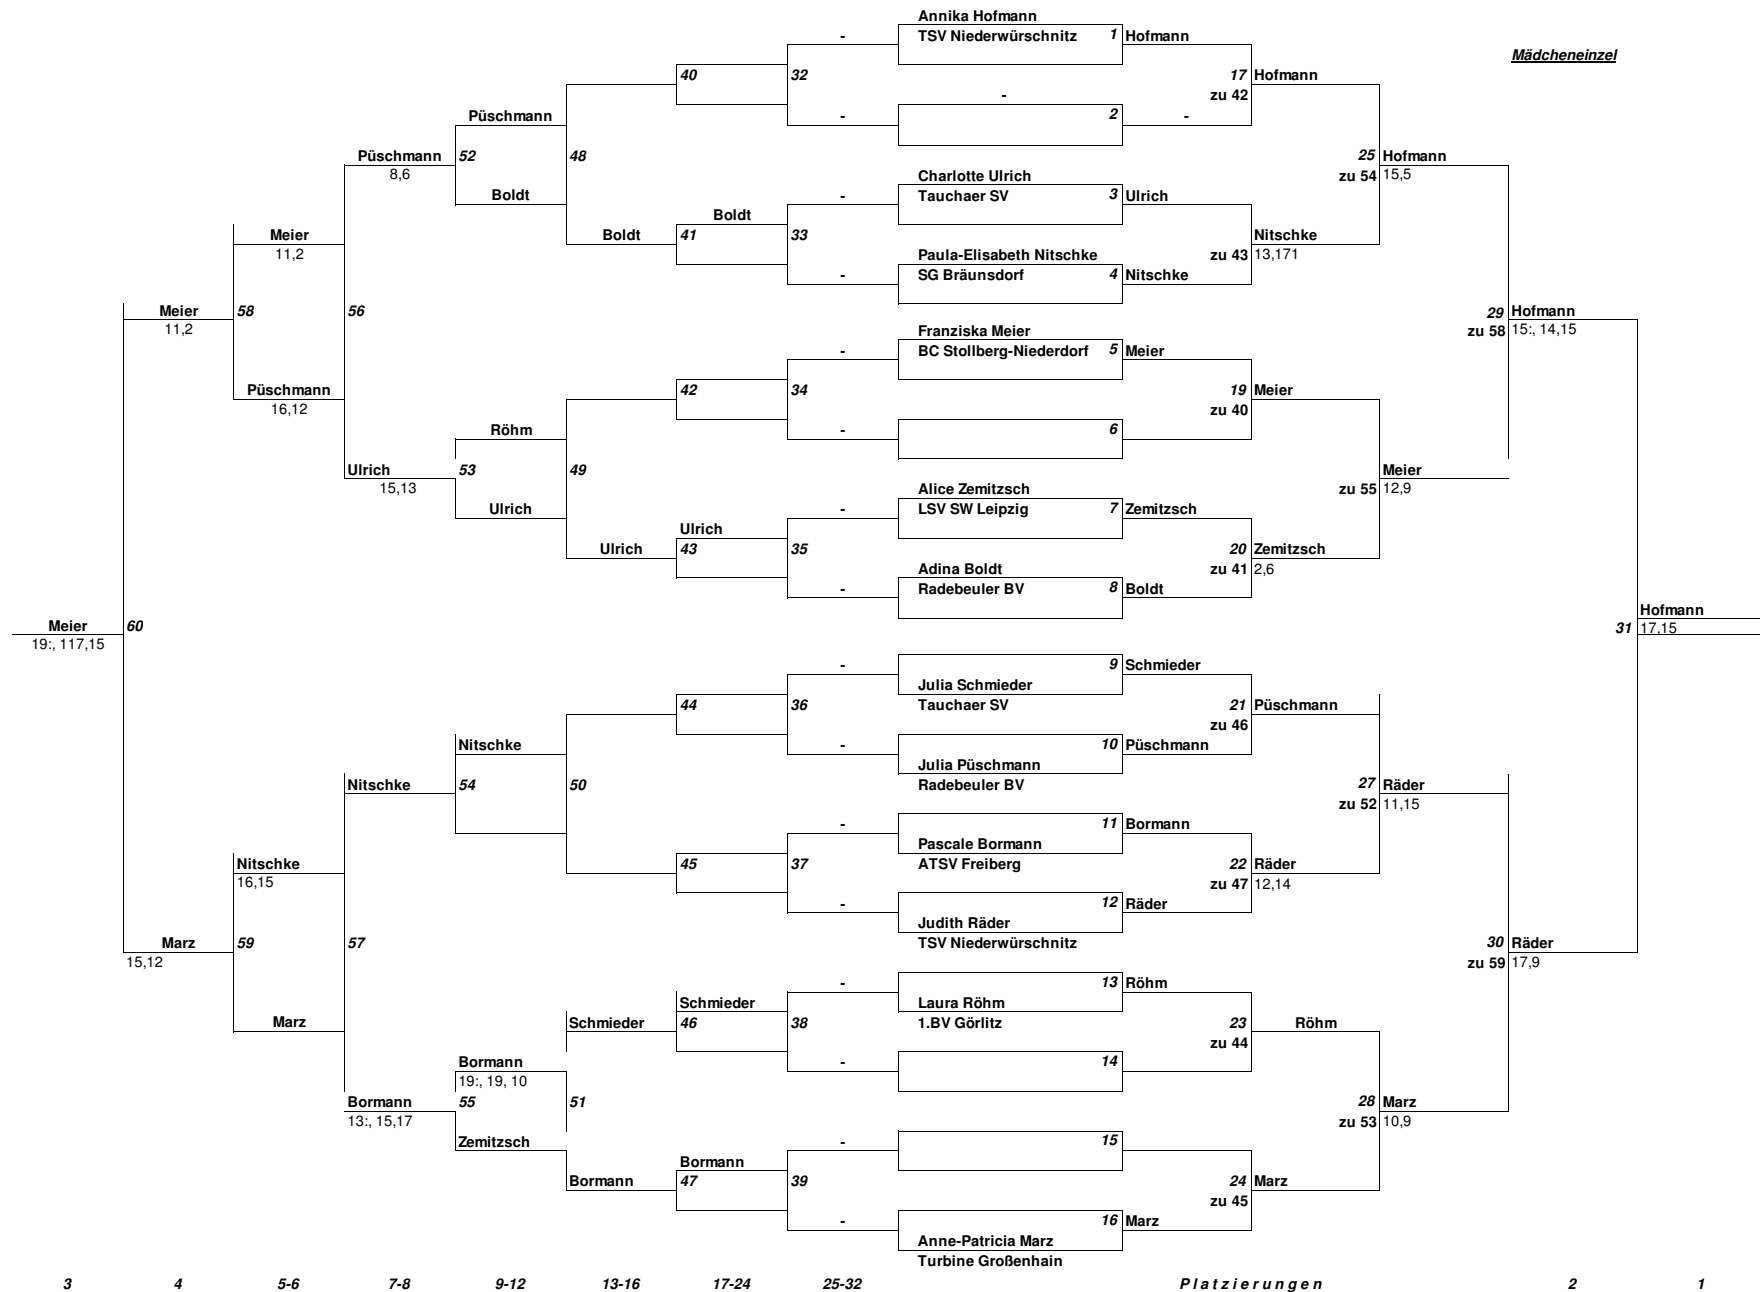 Annika Hofmann
- TSV Niederwürschnitz 1 Hofmann
Mädcheneinzel
40 32 17 Hofmann
- zu 42
Püschmann - 2 -
Püschmann 52 48 25 Hofmann
8,6 zu 54 15,5
Charlotte Ulrich
Boldt - Tauchaer SV 3 Ulrich
Boldt
Meier Boldt 41 33 Nitschke
11,2 Paula-Elisabeth Nitschke zu 43 13,171
- SG Bräunsdorf 4 Nitschke
Meier 58 56 29 Hofmann
11,2 Franziska Meier zu 58 15:, 14,15
- BC Stollberg-Niederdorf 5 Meier
Püschmann 42 34 19 Meier
16,12 zu 40
Röhm - 6
Ulrich 53 49 Meier
15,13 Alice Zemitzsch zu 55 12,9
Ulrich - LSV SW Leipzig 7 Zemitzsch
Ulrich
Ulrich 43 35 20 Zemitzsch
Adina Boldt zu 41 2,6
- Radebeuler BV 8 Boldt
Hofmann
Meier 60 31 17,15
19:, 117,15
- 9 Schmieder
Julia Schmieder
44 36 Tauchaer SV 21 Püschmann
zu 46
Nitschke - 10 Püschmann
Julia Püschmann
Nitschke 54 50 Radebeuler BV 27 Räder
zu 52 11,15
- 11 Bormann
Pascale Bormann
Nitschke 45 37 ATSV Freiberg 22 Räder
16,15 zu 47 12,14
- 12 Räder
Judith Räder
Marz 59 57 TSV Niederwürschnitz 30 Räder
15,12 zu 59 17,9
- 13 Röhm
Schmieder Laura Röhm
Marz Schmieder 46 38 1.BV Görlitz 23 Röhm
zu 44
Bormann - 14
19:, 19, 10
Bormann 55 51 28 Marz
13:, 15,17 zu 53 10,9
Zemitzsch - 15
Bormann
Bormann 47 39 24 Marz
zu 45
- 16 Marz
Anne-Patricia Marz
Turbine Großenhain
3 4 5-6 7-8 9-12 13-16 17-24 25-32 Platzierungen 2 1